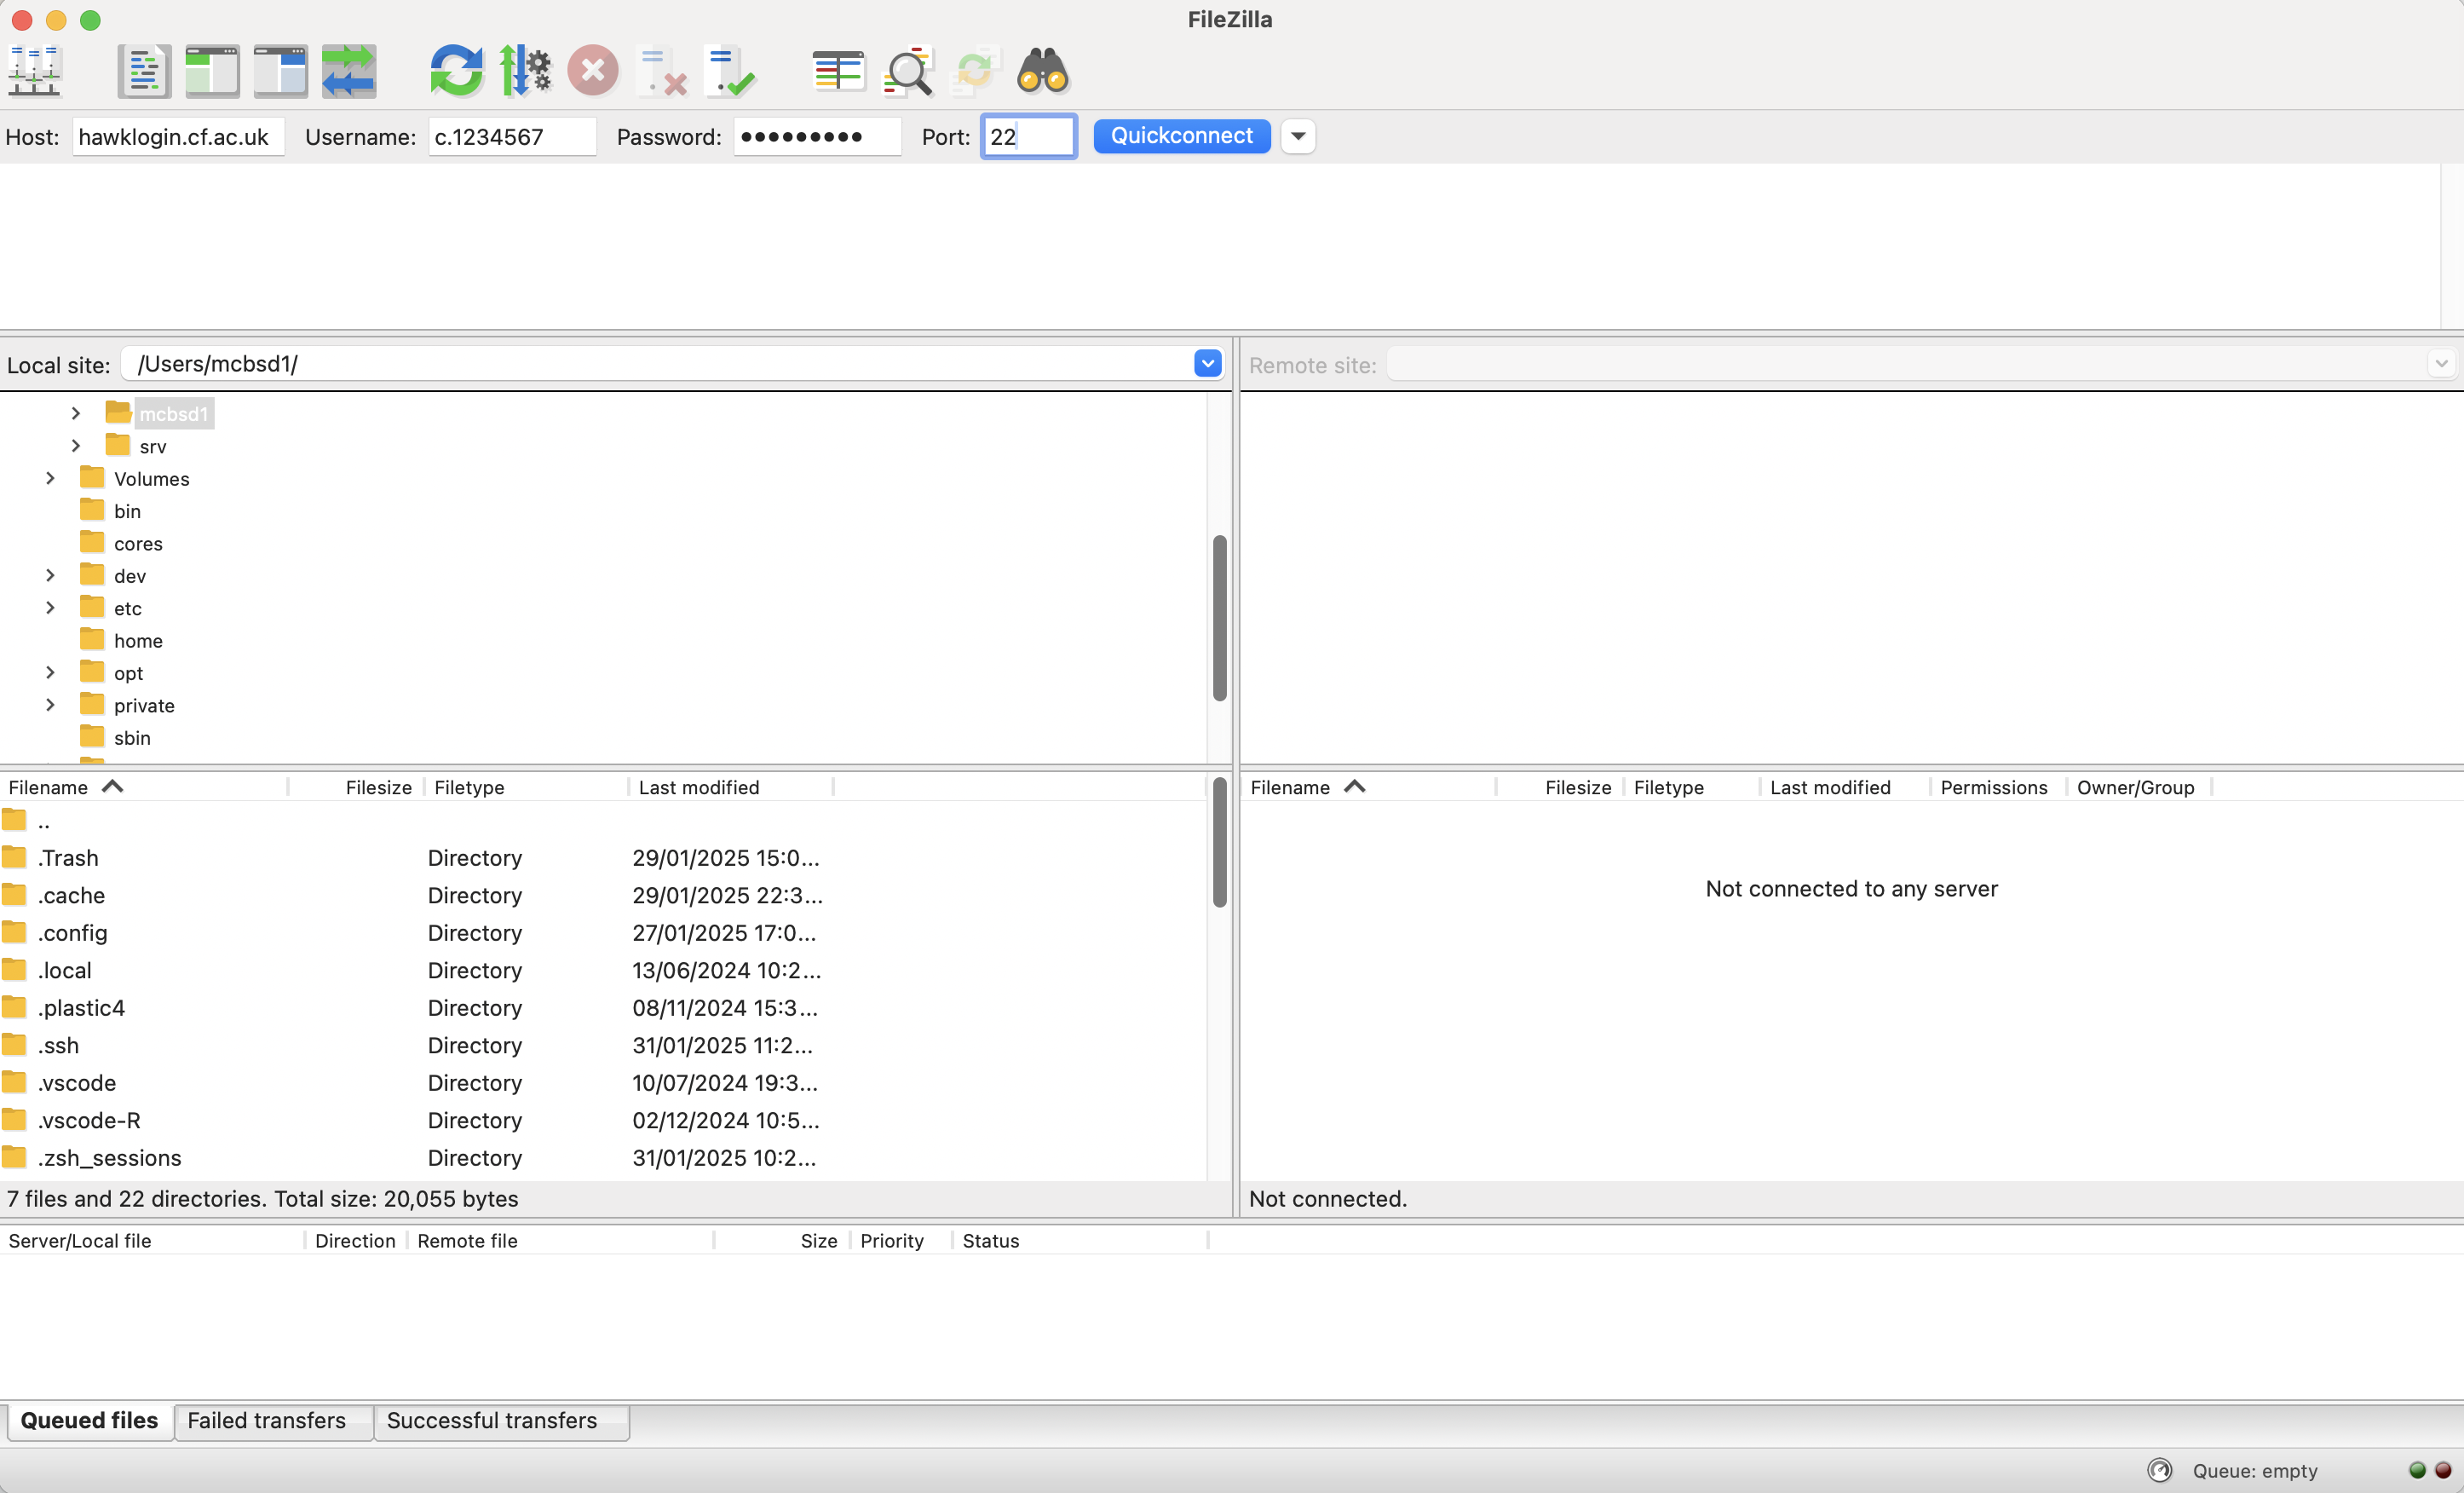 FileZilla
Host: hawklogin.cf.ac.uk Username: c.1234567 Password: ●●●●●●●●● Port: 22 Quickconnect
Local site: /Users/mcbsd1/
Remote site:
mcbsd1
srv
Volumes
bin
cores
dev
etc
home
opt
private
sbin
Filename Filesize Filetype Last modified
..
.Trash Directory 29/01/2025 15:0...
.cache Directory 29/01/2025 22:3...
.config Directory 27/01/2025 17:0...
.local Directory 13/06/2024 10:2...
.plastic4 Directory 08/11/2024 15:3...
.ssh Directory 31/01/2025 11:2...
.vscode Directory 10/07/2024 19:3...
.vscode-R Directory 02/12/2024 10:5...
.zsh_sessions Directory 31/01/2025 10:2...
7 files and 22 directories. Total size: 20,055 bytes
Filename Filesize Filetype Last modified Permissions Owner/Group
Not connected to any server
Not connected.
Server/Local file Direction Remote file Size Priority Status
Queued files Failed transfers Successful transfers
Queue: empty